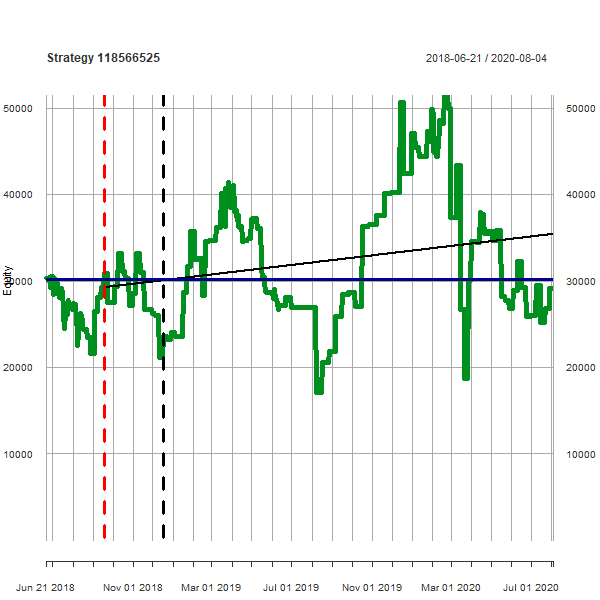 Strategy 118566525
2018-06-21 / 2020-08-04
50000
50000
40000
40000
Equity
30000
30000
20000
20000
10000
10000
Jun 21 2018
Nov 01 2018
Mar 01 2019
Jul 01 2019
Nov 01 2019
Mar 01 2020
Jul 01 2020